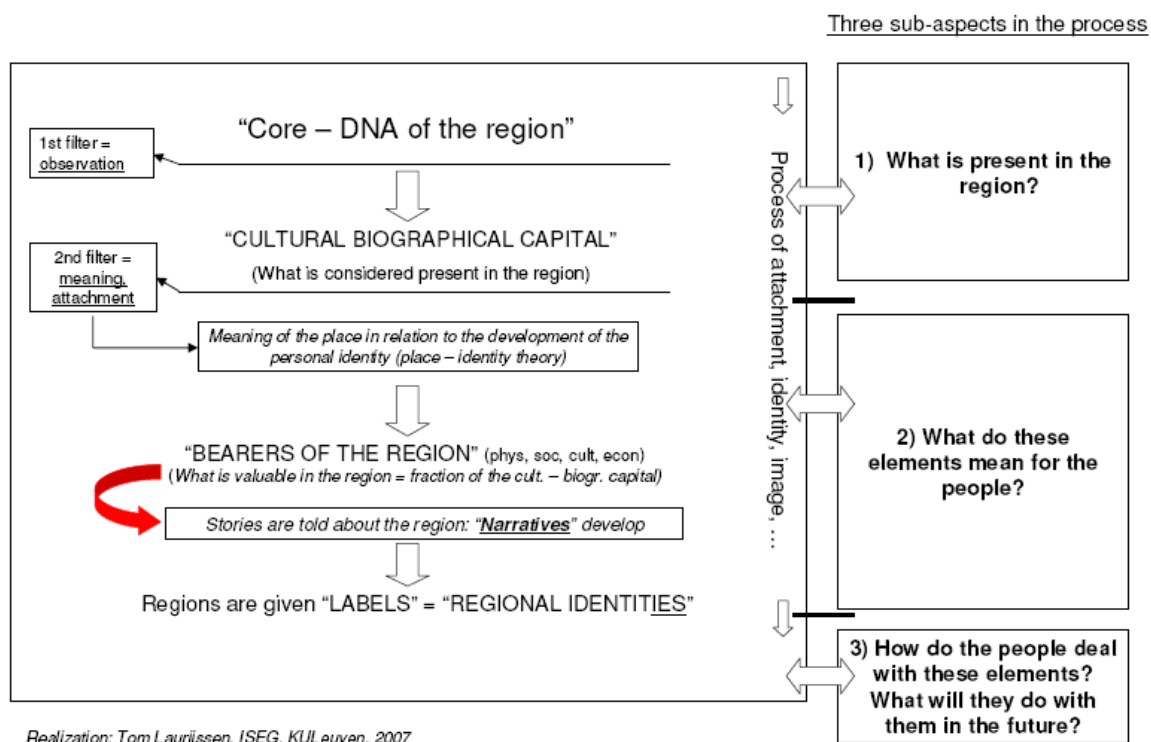 Three sub-aspects in the process
"Core – DNA of the region"
1st filter =
observation
"CULTURAL BIOGRAPHICAL CAPITAL"
(What is considered present in the region)
2nd filter =
meaning,
attachment
Meaning of the place in relation to the development of the
personal identity (place – identity theory)
"BEARERS OF THE REGION" (phys, soc, cult, econ)
(What is valuable in the region = fraction of the cult. – biogr. capital)
Stories are told about the region: "Narratives" develop
Regions are given "LABELS" = "REGIONAL IDENTITIES"
Process of attachment, identity, image, ...
1) What is present in the
region?
2) What do these
elements mean for the
people?
3) How do the people deal
with these elements?
What will they do with
them in the future?
Realization: Tom Laurijssen, ISEG, KULeuven, 2007